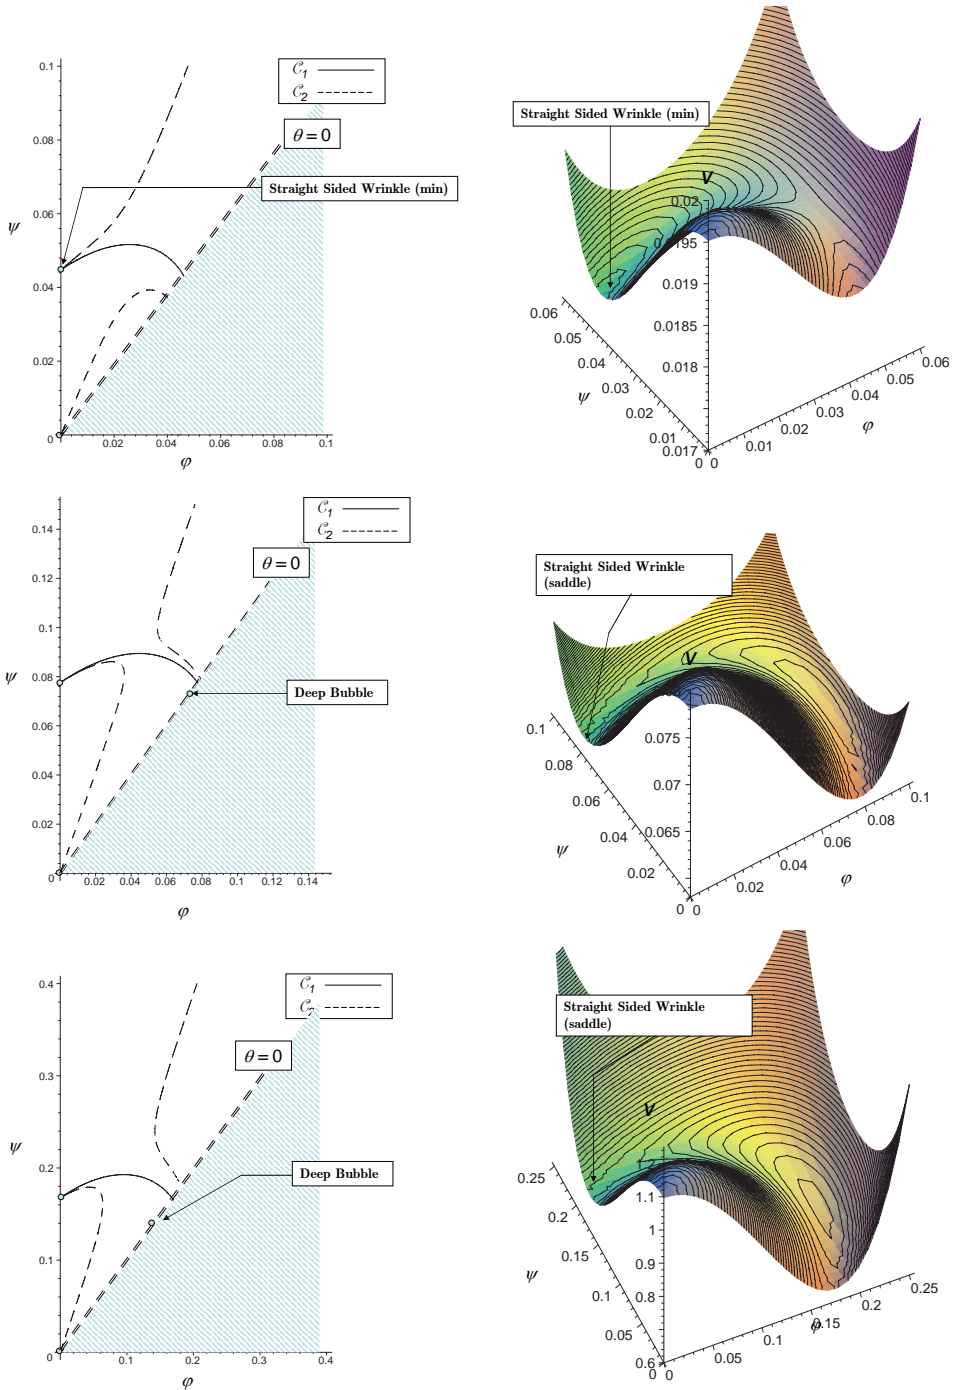 0.1
0.08
0.06
0.04
0.02
0
ψ
0.02 0.04 0.06 0.08 0.1
φ
𝒞1
𝒞2
θ = 0
Straight Sided Wrinkle (min)
Straight Sided Wrinkle (min)
V
0.02
0.0195
0.019
0.0185
0.018
0.017
0.06
0.05
0.04
0.03
0.02
0.01
0
ψ
0
0.01
0.02
0.03
0.04
0.05
0.06
φ
0.14
0.12
0.1
0.08
0.06
0.04
0.02
0
ψ
0.02 0.04 0.06 0.08 0.1 0.12 0.14
φ
𝒞1
𝒞2
θ = 0
Deep Bubble
Straight Sided Wrinkle
(saddle)
V
0.075
0.07
0.065
0.1
0.08
0.06
0.04
0.02
0
ψ
0
0.02
0.04
0.06
0.08
0.1
φ
0.4
0.3
0.2
0.1
0
ψ
0.1 0.2 0.3 0.4
φ
𝒞1
𝒞2
θ = 0
Deep Bubble
Straight Sided Wrinkle
(saddle)
V
1.1
1
0.9
0.8
0.6
0.25
0.2
0.15
0.1
0.05
0
ψ
0
0.05
0.1
0.15
0.2
0.25
φ